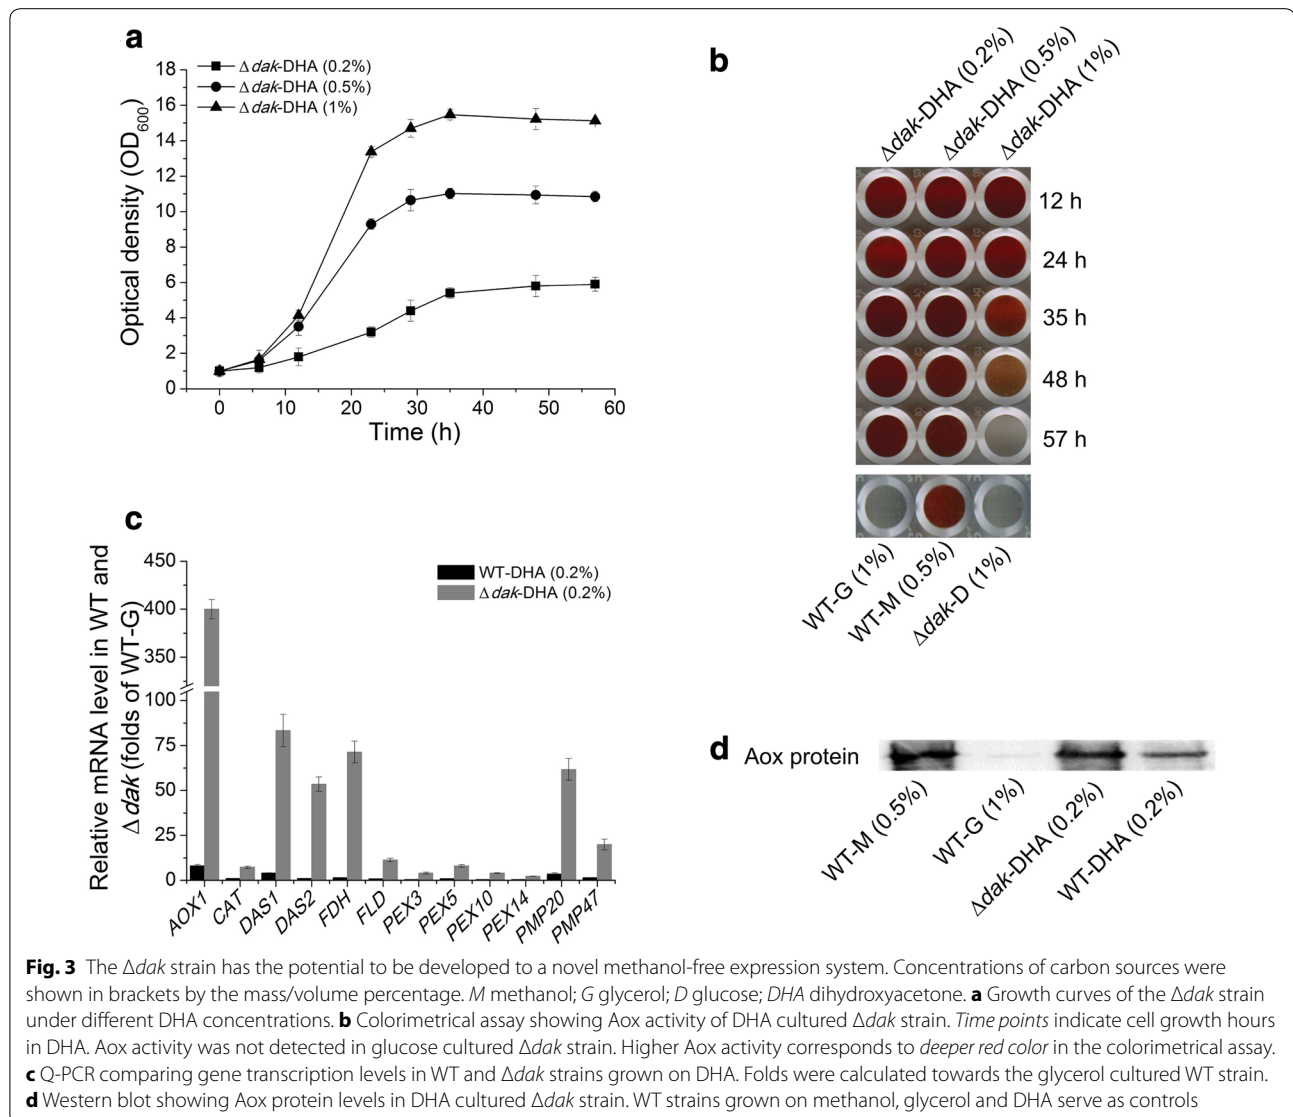 a
Δdak-DHA (0.2%)
Δdak-DHA (0.5%)
Δdak-DHA (1%)
Optical density (OD600)
18
16
14
12
10
8
6
4
2
0
0 10 20 30 40 50 60
Time (h)
b
Δdak-DHA (0.2%)
Δdak-DHA (0.5%)
Δdak-DHA (1%)
12 h
24 h
35 h
48 h
57 h
WT-G (1%)
WT-M (0.5%)
Δdak-D (1%)
c
WT-DHA (0.2%)
Δdak-DHA (0.2%)
Relative mRNA level in WT and
Δdak (folds of WT-G)
450
400
350
100
75
50
25
0
AOX1
CAT
DAS1
DAS2
FDH
FLD
PEX3
PEX5
PEX10
PEX14
PMP20
PMP47
d
Aox protein
WT-M (0.5%)
WT-G (1%)
Δdak-DHA (0.2%)
WT-DHA (0.2%)
Fig. 3 The Δdak strain has the potential to be developed to a novel methanol-free expression system. Concentrations of carbon sources were
shown in brackets by the mass/volume percentage. M methanol; G glycerol; D glucose; DHA dihydroxyacetone. a Growth curves of the Δdak strain
under different DHA concentrations. b Colorimetrical assay showing Aox activity of DHA cultured Δdak strain. Time points indicate cell growth hours
in DHA. Aox activity was not detected in glucose cultured Δdak strain. Higher Aox activity corresponds to deeper red color in the colorimetrical assay.
c Q-PCR comparing gene transcription levels in WT and Δdak strains grown on DHA. Folds were calculated towards the glycerol cultured WT strain.
d Western blot showing Aox protein levels in DHA cultured Δdak strain. WT strains grown on methanol, glycerol and DHA serve as controls